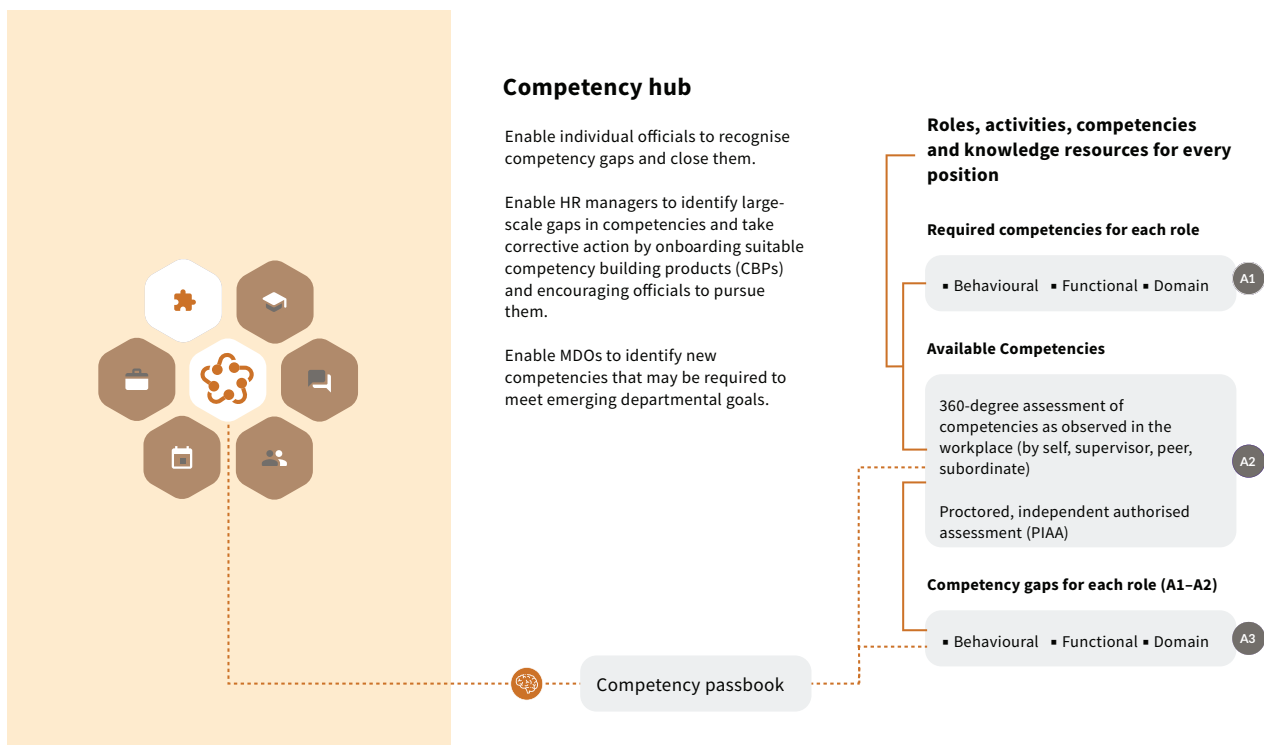 Competency hub
Enable individual officials to recognise
competency gaps and close them.
Enable HR managers to identify large-
scale gaps in competencies and take
corrective action by onboarding suitable
competency building products (CBPs)
and encouraging officials to pursue
them.
Enable MDOs to identify new
competencies that may be required to
meet emerging departmental goals.
Roles, activities, competencies
and knowledge resources for every
position
Required competencies for each role
▪ Behavioural ▪ Functional ▪ Domain
A1
Available Competencies
360-degree assessment of
competencies as observed in the
workplace (by self, supervisor, peer,
subordinate)
Proctored, independent authorised
assessment (PIAA)
A2
Competency gaps for each role (A1–A2)
▪ Behavioural ▪ Functional ▪ Domain
A3
Competency passbook